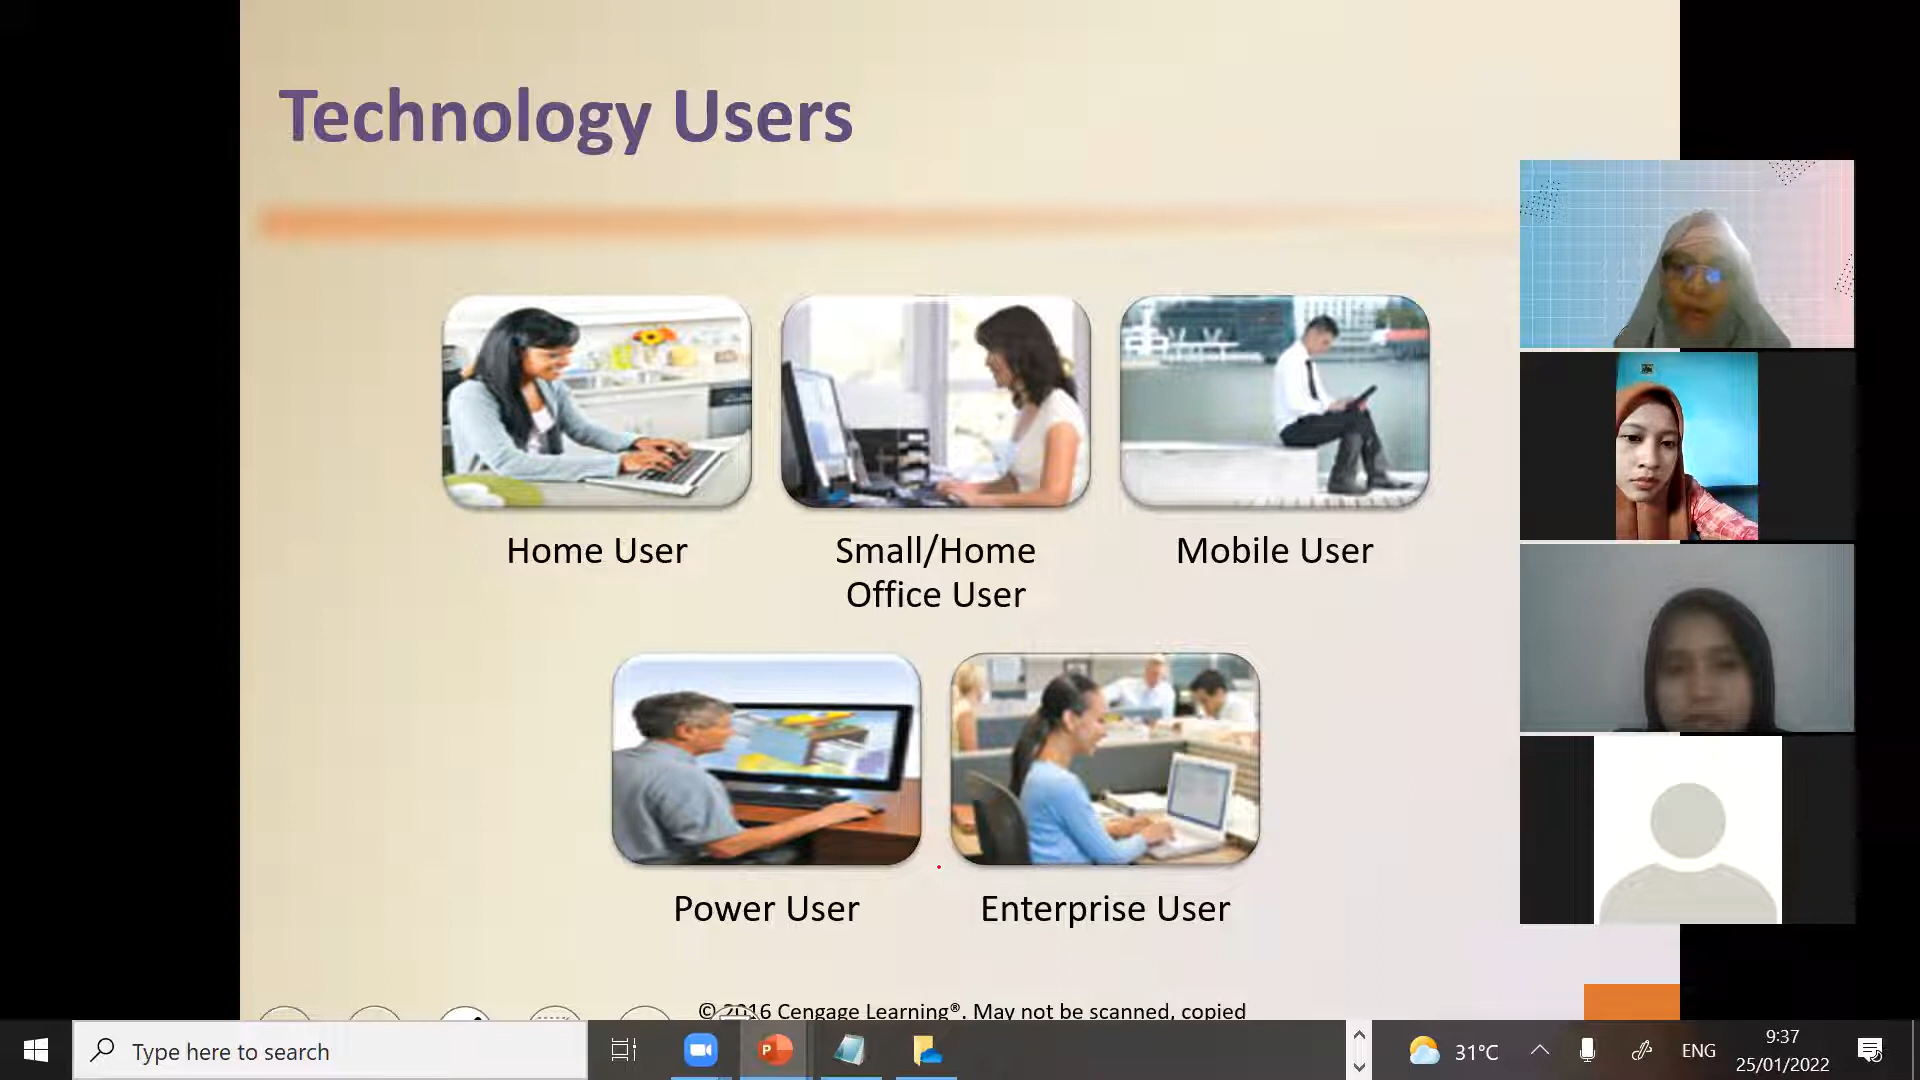 Technology Users
Home User
Small/Home
Office User
Mobile User
Power User
Enterprise User
© 2016 Cengage Learning®. May not be scanned, copied
Type here to search
P
31°C
ENG
9:37
25/01/2022